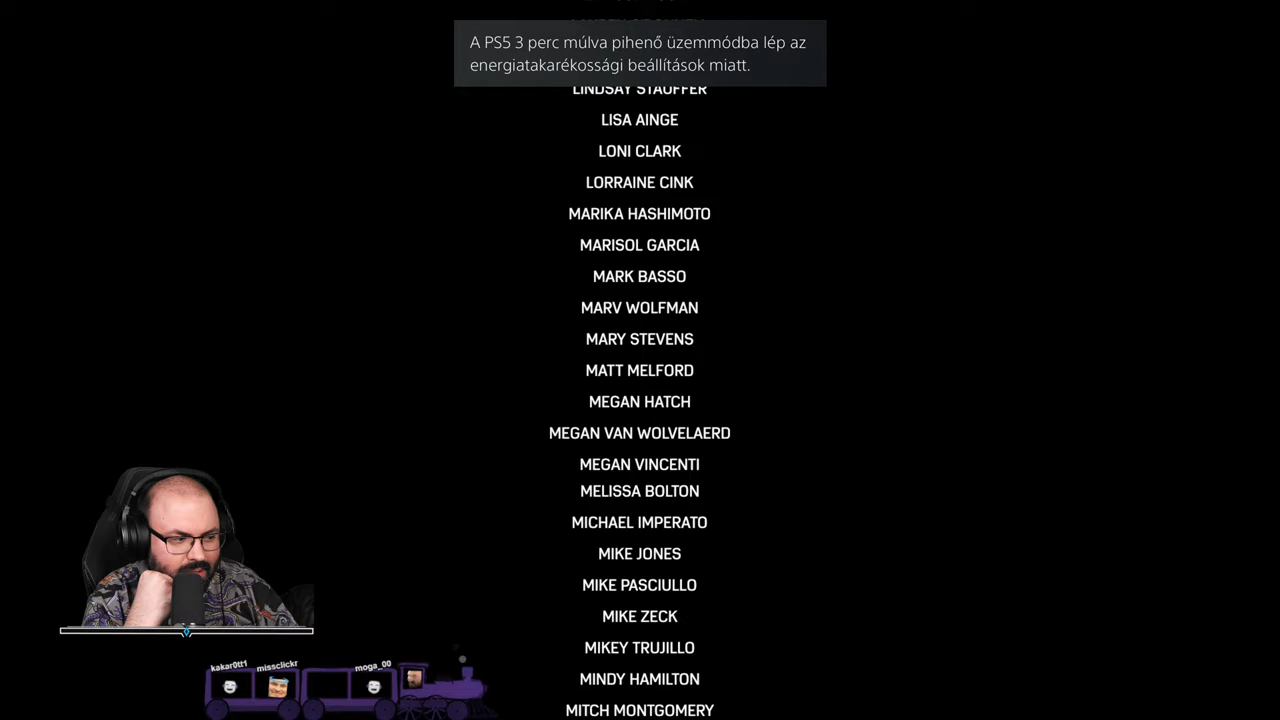 A PS5 3 perc múlva pihenő üzemmódba lép az
energiatakarékossági beállítások miatt.
LINDSAY STAUFFER
LISA AINGE
LONI CLARK
LORRAINE CINK
MARIKA HASHIMOTO
MARISOL GARCIA
MARK BASSO
MARV WOLFMAN
MARY STEVENS
MATT MELFORD
MEGAN HATCH
MEGAN VAN WOLVELAERD
MEGAN VINCENTI
MELISSA BOLTON
MICHAEL IMPERATO
MIKE JONES
MIKE PASCIULLO
MIKE ZECK
MIKEY TRUJILLO
MINDY HAMILTON
MITCH MONTGOMERY
kakar0tt1 missclickr moga_00